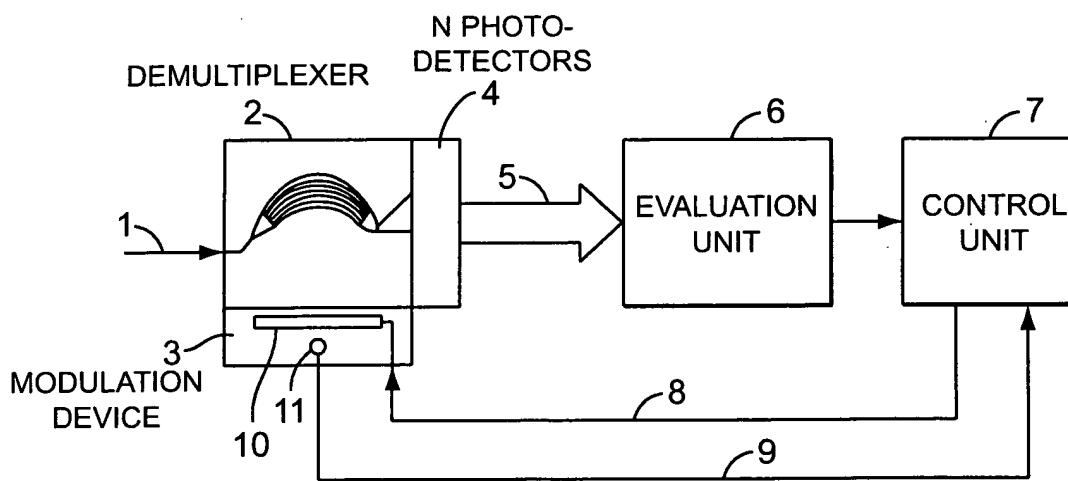 N PHOTO-
DETECTORS
DEMULTIPLEXER
4
2
6
7
5
1
EVALUATION
UNIT
CONTROL
UNIT
3
MODULATION
DEVICE
10
11
8
9